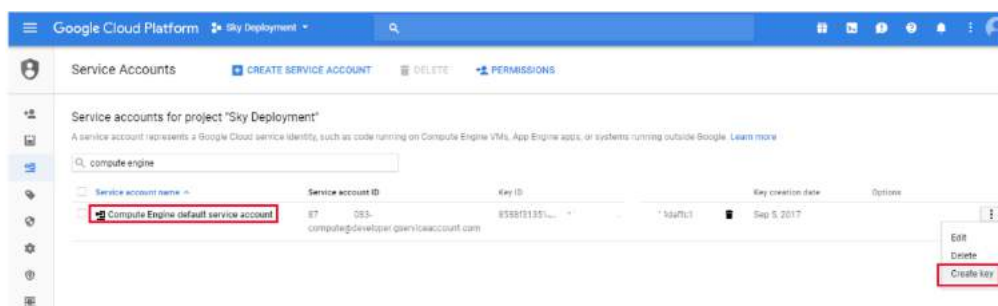 Google Cloud Platform Sky Deployment
Service Accounts CREATE SERVICE ACCOUNT DELETE PERMISSIONS
Service accounts for project "Sky Deployment"
A service account represents a Google Cloud service identity, such as code running on Compute Engine VMs, App Engine apps, or systems running outside Google. Learn more
compute engine
Service account name Service account ID Key ID Key creation date Options
Compute Engine default service account 87 083- Sep 5, 2017
compute@developer.gserviceaccount.com
Edit
Delete
Create key